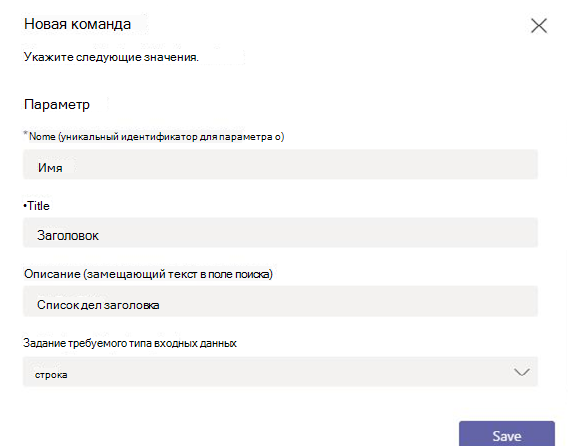 Новая команда
Укажите следующие значения.
Параметр
*Nome (уникальный идентификатор для параметра о)
Имя
•Title
Заголовок
Описание (замещающий текст в поле поиска)
Список дел заголовка
Задание требуемого типа входных данных
строка
Save